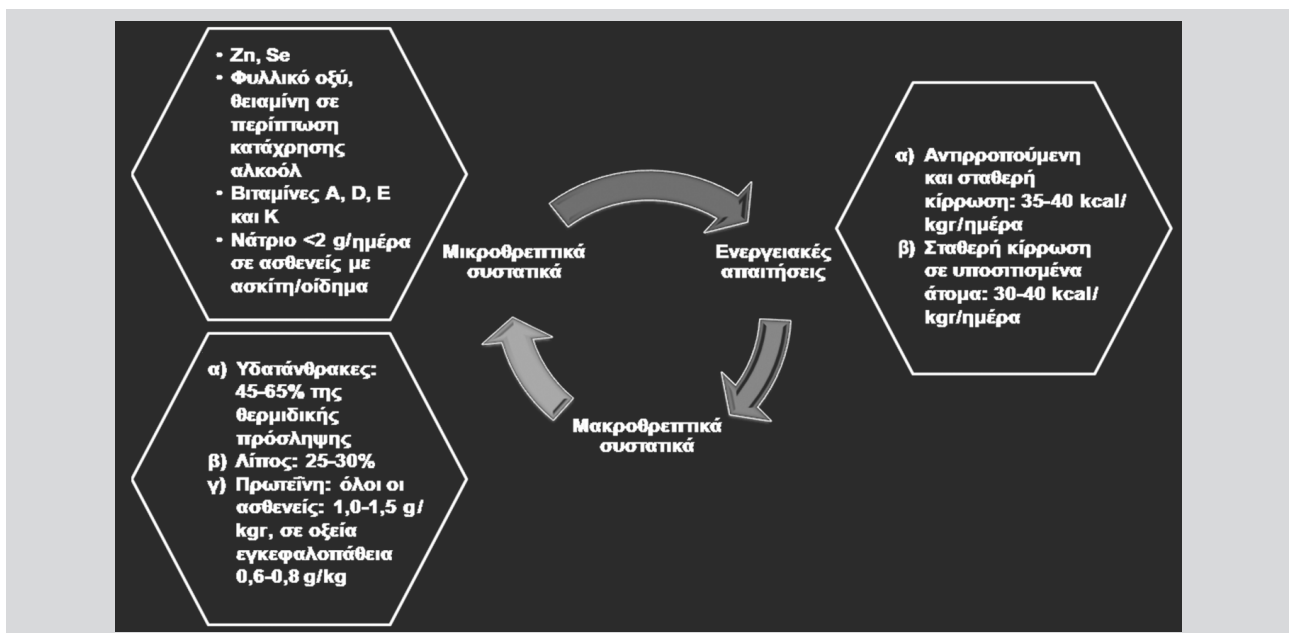 • Zn, Se
• Φυλλικό οξύ,
θειαμίνη σε
περίπτωση
κατάχρησης
αλκοόλ
• Βιταμίνες A, D, E
και K
• Νάτριο <2 g/ημέρα
σε ασθενείς με
ασκίτη/οίδημα
Μικροθρεπτικά
συστατικά
Ενεργειακές
απαιτήσεις
α) Αντιρροπούμενη
και σταθερή
κίρρωση: 35-40 kcal/
kgr/ημέρα
β) Σταθερή κίρρωση
σε υποσιτισμένα
άτομα: 30-40 kcal/
kgr/ημέρα
α) Υδατάνθρακες:
45-65% της
θερμιδικής
πρόσληψης
β) Λίπος: 25-30%
γ) Πρωτεΐνη: όλοι οι
ασθενείς: 1,0-1,5 g/
kgr, σε οξεία
εγκεφαλοπάθεια
0,6-0,8 g/kg
Μακροθρεπτικά
συστατικά